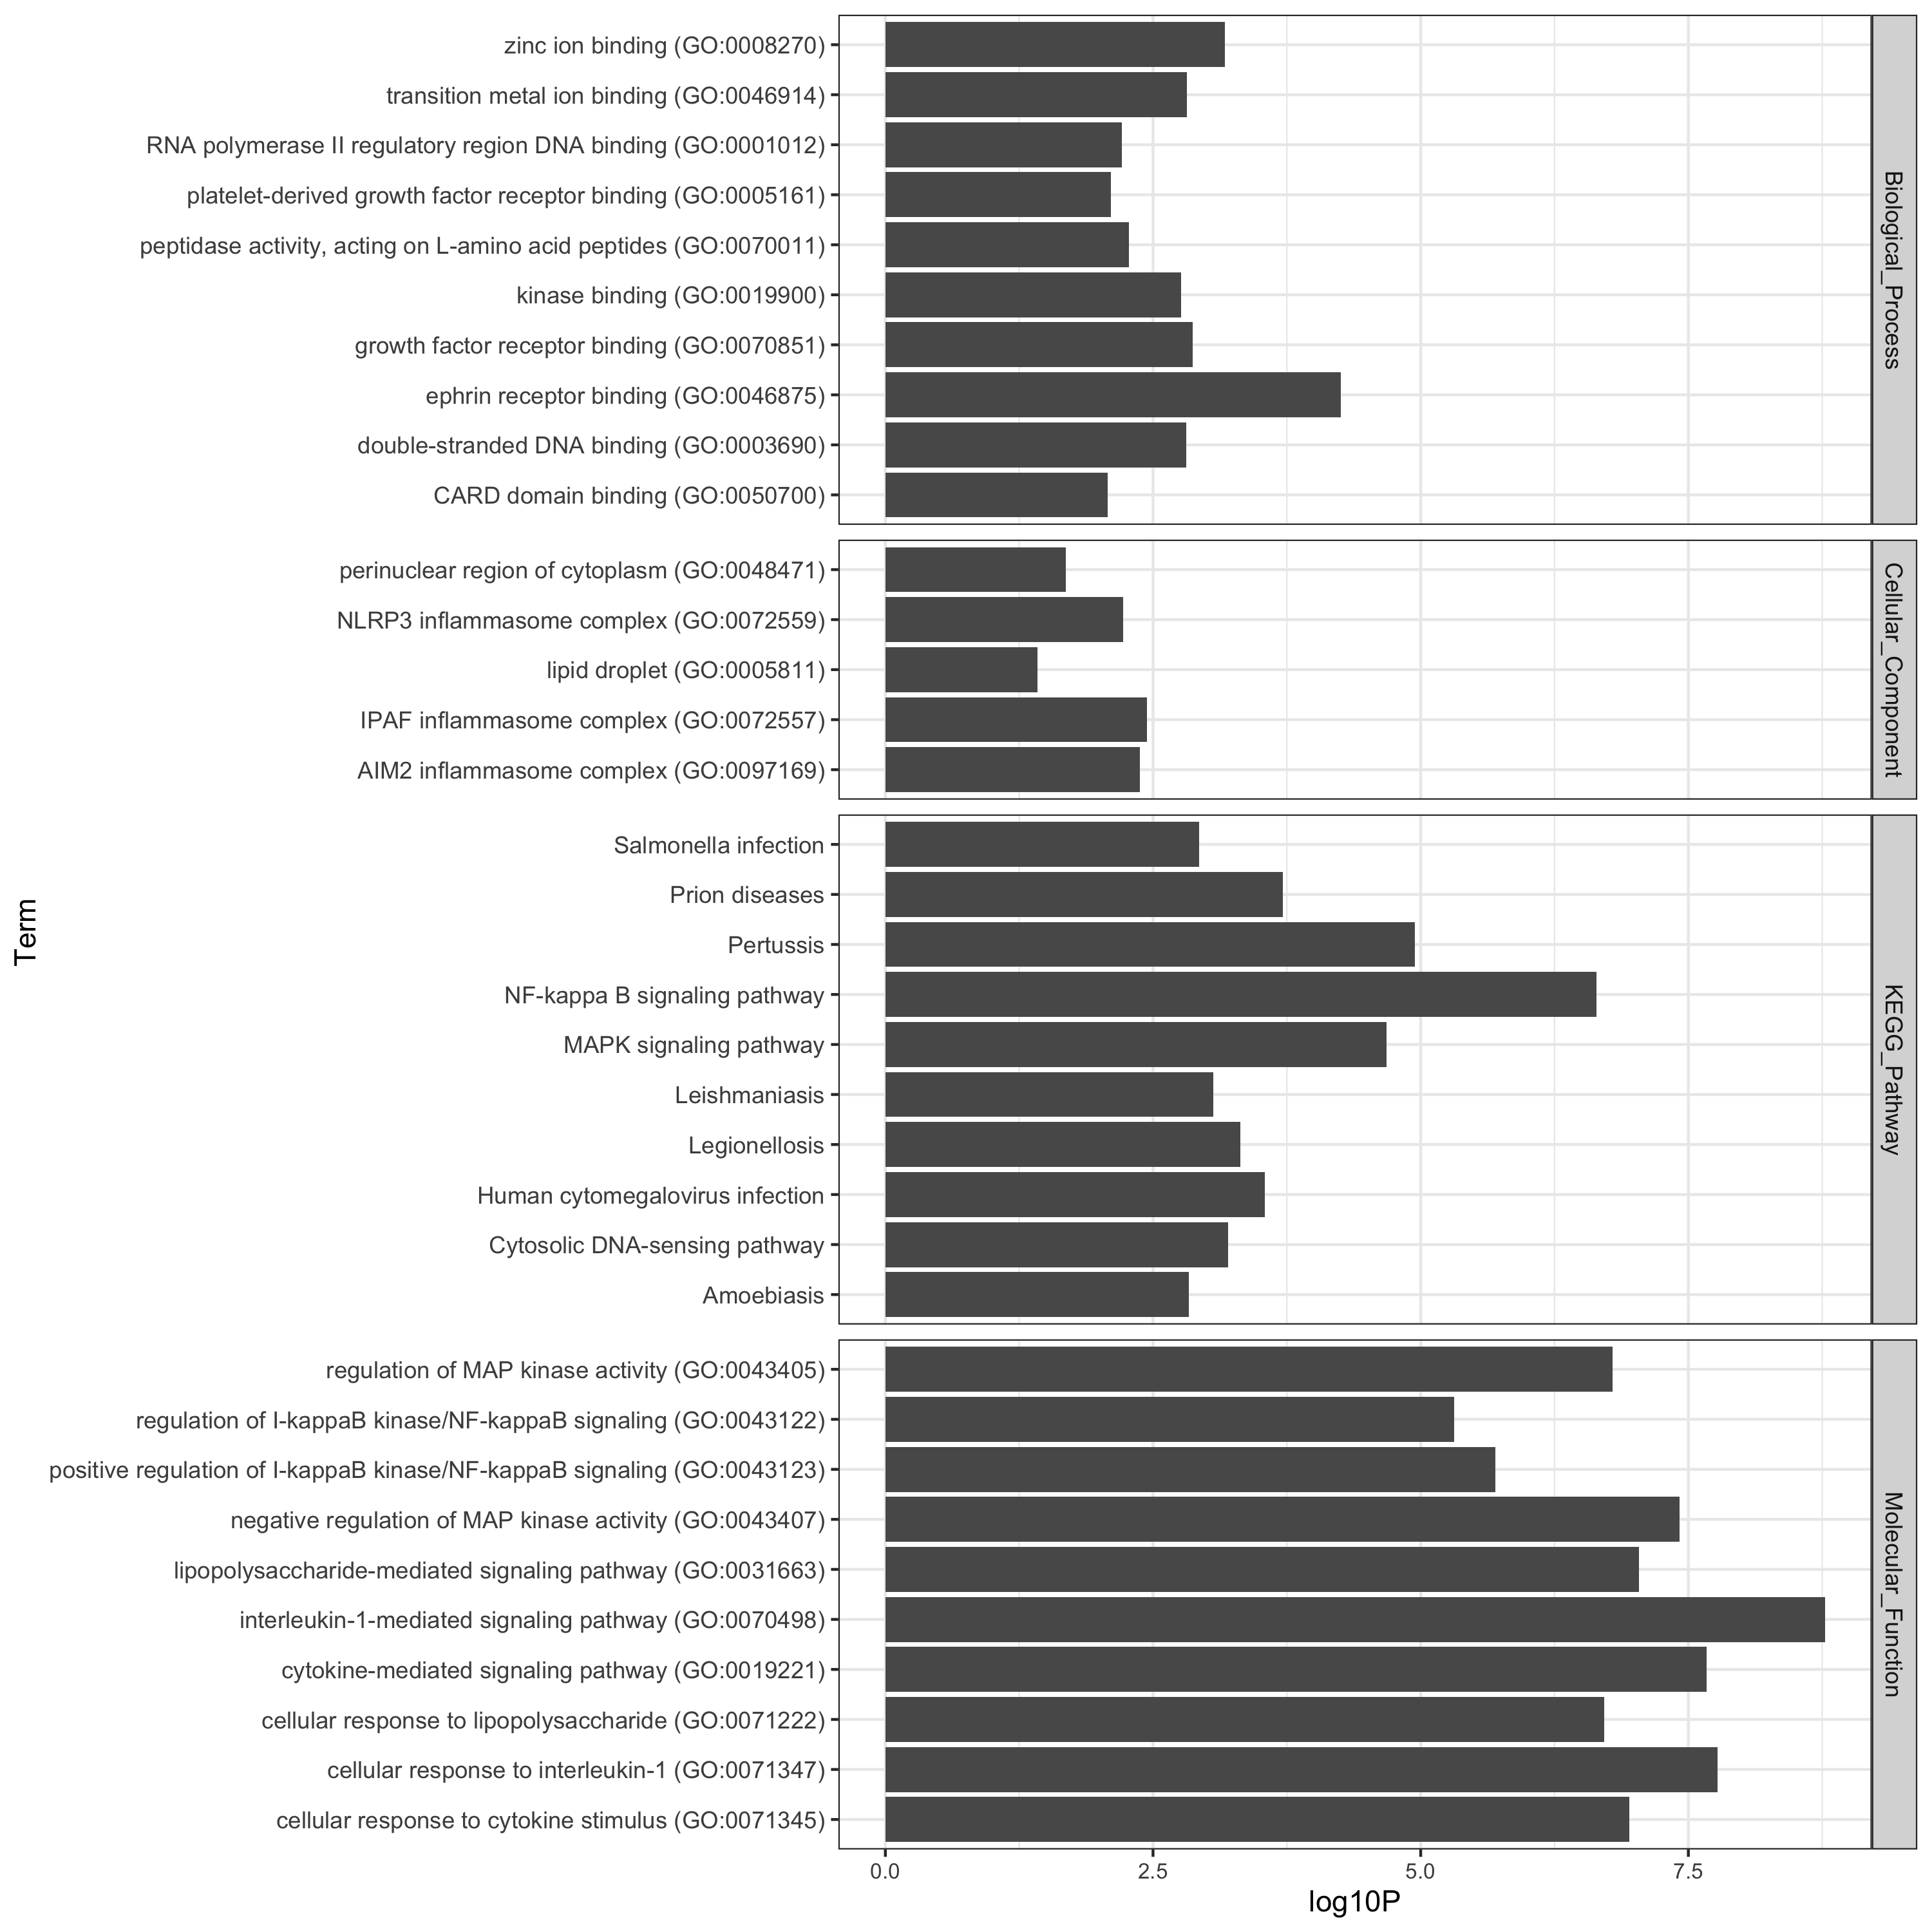 zinc ion binding (GO:0008270)
transition metal ion binding (GO:0046914)
RNA polymerase II regulatory region DNA binding (GO:0001012)
platelet-derived growth factor receptor binding (GO:0005161)
peptidase activity, acting on L-amino acid peptides (GO:0070011)
kinase binding (GO:0019900)
growth factor receptor binding (GO:0070851)
ephrin receptor binding (GO:0046875)
double-stranded DNA binding (GO:0003690)
CARD domain binding (GO:0050700)
Biological_Process
perinuclear region of cytoplasm (GO:0048471)
NLRP3 inflammasome complex (GO:0072559)
lipid droplet (GO:0005811)
IPAF inflammasome complex (GO:0072557)
AIM2 inflammasome complex (GO:0097169)
Cellular_Component
Salmonella infection
Prion diseases
Pertussis
NF-kappa B signaling pathway
MAPK signaling pathway
Leishmaniasis
Legionellosis
Human cytomegalovirus infection
Cytosolic DNA-sensing pathway
Amoebiasis
KEGG_Pathway
regulation of MAP kinase activity (GO:0043405)
regulation of I-kappaB kinase/NF-kappaB signaling (GO:0043122)
positive regulation of I-kappaB kinase/NF-kappaB signaling (GO:0043123)
negative regulation of MAP kinase activity (GO:0043407)
lipopolysaccharide-mediated signaling pathway (GO:0031663)
interleukin-1-mediated signaling pathway (GO:0070498)
cytokine-mediated signaling pathway (GO:0019221)
cellular response to lipopolysaccharide (GO:0071222)
cellular response to interleukin-1 (GO:0071347)
cellular response to cytokine stimulus (GO:0071345)
Molecular_Function
Term
0.0 2.5 5.0 7.5
log10P